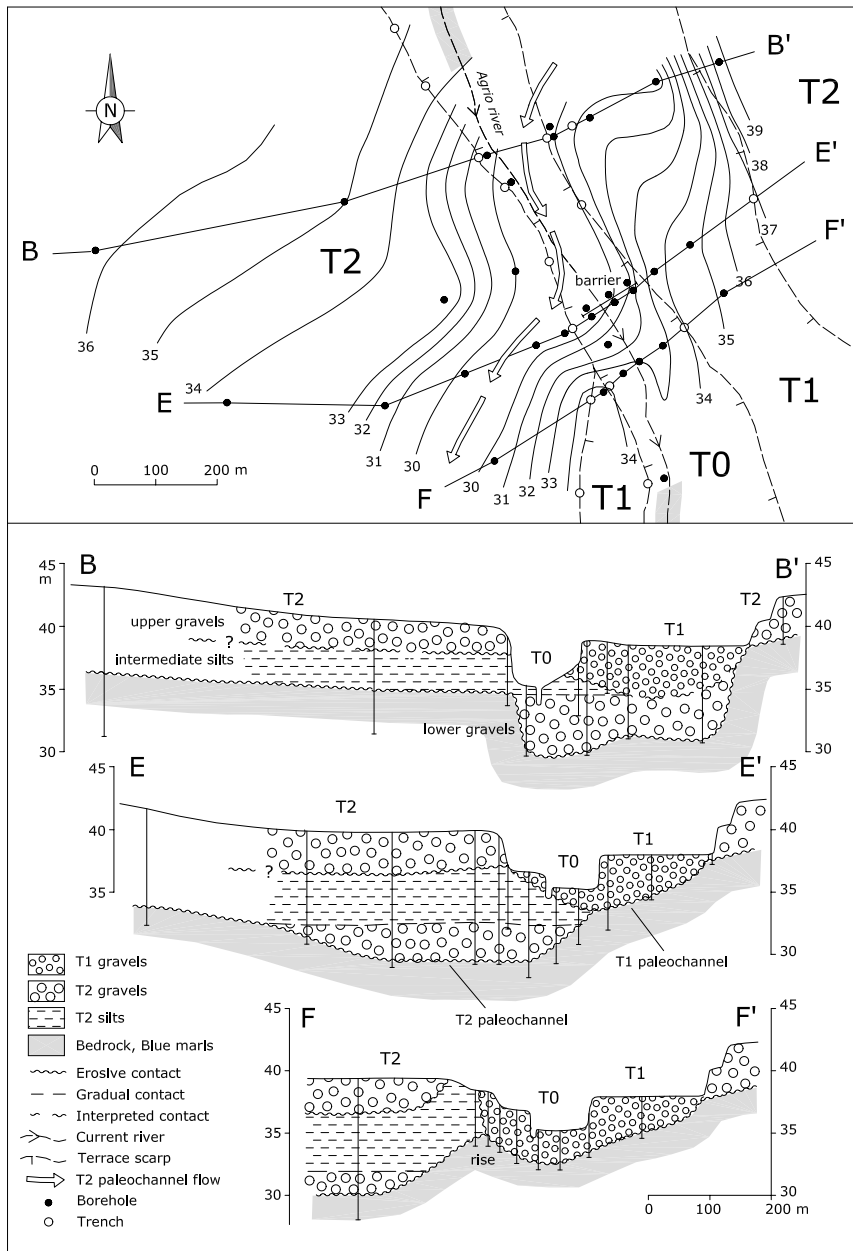 N
Agrio river
B'
T2
39
38
E'
37
F'
36
35
B
T2
barrier
36
35
34
E
33
32
31
30
34
T1
T0
F
30
31
32
33
34
T1
0 100 200 m
45
m
40
35
30
B
T2
upper gravels
?
intermediate silts
lower gravels
T0
T1
T2
B'
45
40
35
30
45
40
35
E
T2
?
T0
T1
E'
45
40
35
30
T1 paleochannel
T2 paleochannel
T1 gravels
T2 gravels
T2 silts
Bedrock, Blue marls
Erosive contact
Gradual contact
Interpreted contact
Current river
Terrace scarp
T2 paleochannel flow
Borehole
Trench
F
45
40
35
30
T2
rise
T0
T1
F'
45
40
35
30
0 100 200 m